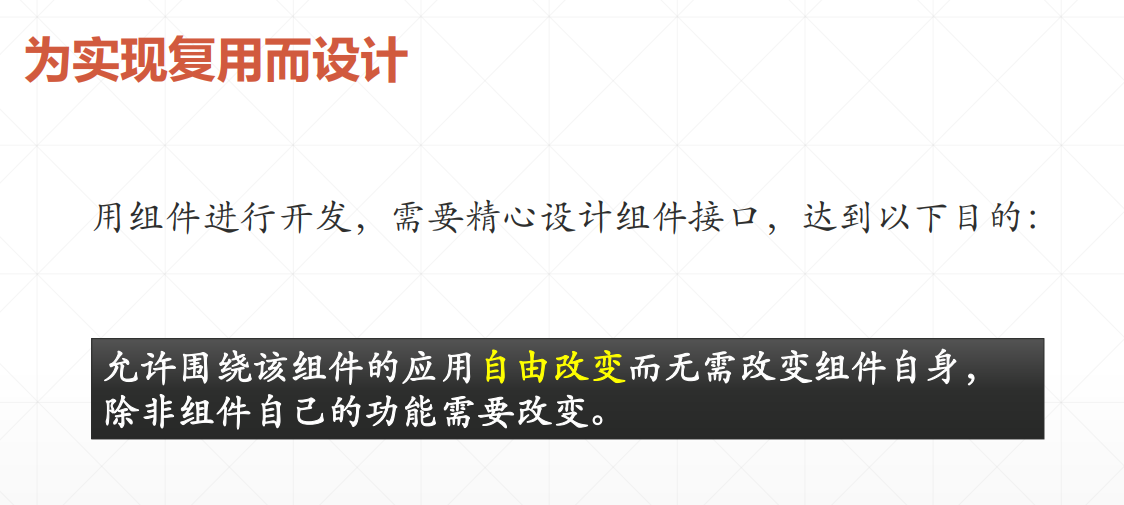 为实现复用而设计
用组件进行开发，需要精心设计组件接口，达到以下目的：
允许围绕该组件的应用自由改变而无需改变组件自身，
除非组件自己的功能需要改变。